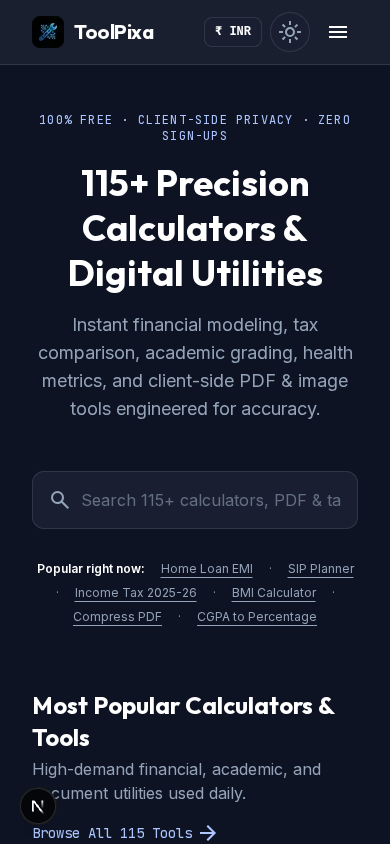 ToolPixa
₹ INR
100% FREE · CLIENT-SIDE PRIVACY · ZERO
SIGN-UPS
115+ Precision
Calculators &
Digital Utilities
Instant financial modeling, tax
comparison, academic grading, health
metrics, and client-side PDF & image
tools engineered for accuracy.
Search 115+ calculators, PDF & ta
Popular right now: Home Loan EMI · SIP Planner
· Income Tax 2025-26 · BMI Calculator ·
Compress PDF · CGPA to Percentage
Most Popular Calculators &
Tools
High-demand financial, academic, and
document utilities used daily.
N
Browse All 115 Tools →